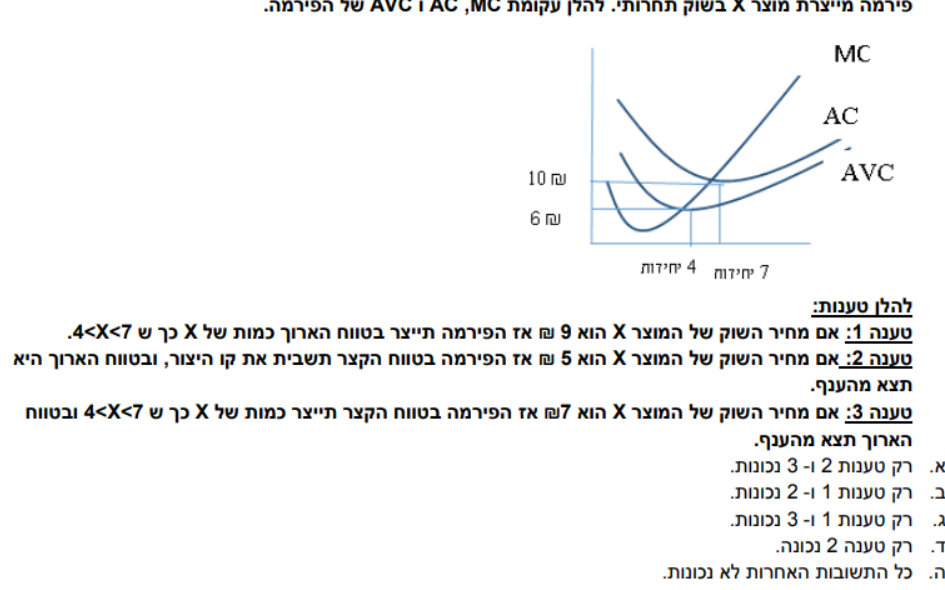 פירמה מייצרת מוצר X בשוק תחרותי. להלן עקומת MC, ‏AC ו AVC של הפירמה.
MC
AC
AVC
10 ₪
6 ₪
4 יחידות
7 יחידות
להלן טענות:
טענה 1: אם מחיר השוק של המוצר X הוא 9 ₪ אז הפירמה תייצר בטווח הארוך כמות של X כך ש 4<X<7.
טענה 2: אם מחיר השוק של המוצר X הוא 5 ₪ אז הפירמה בטווח הקצר תשבית את קו היצור, ובטווח הארוך היא
תצא מהענף.
טענה 3: אם מחיר השוק של המוצר X הוא 7₪ אז הפירמה בטווח הקצר תייצר כמות של X כך ש 4<X<7 ובטווח
הארוך תצא מהענף.
א. רק טענות 2 ו- 3 נכונות.
ב. רק טענות 1 ו- 2 נכונות.
ג. רק טענות 1 ו- 3 נכונות.
ד. רק טענה 2 נכונה.
ה. כל התשובות האחרות לא נכונות.